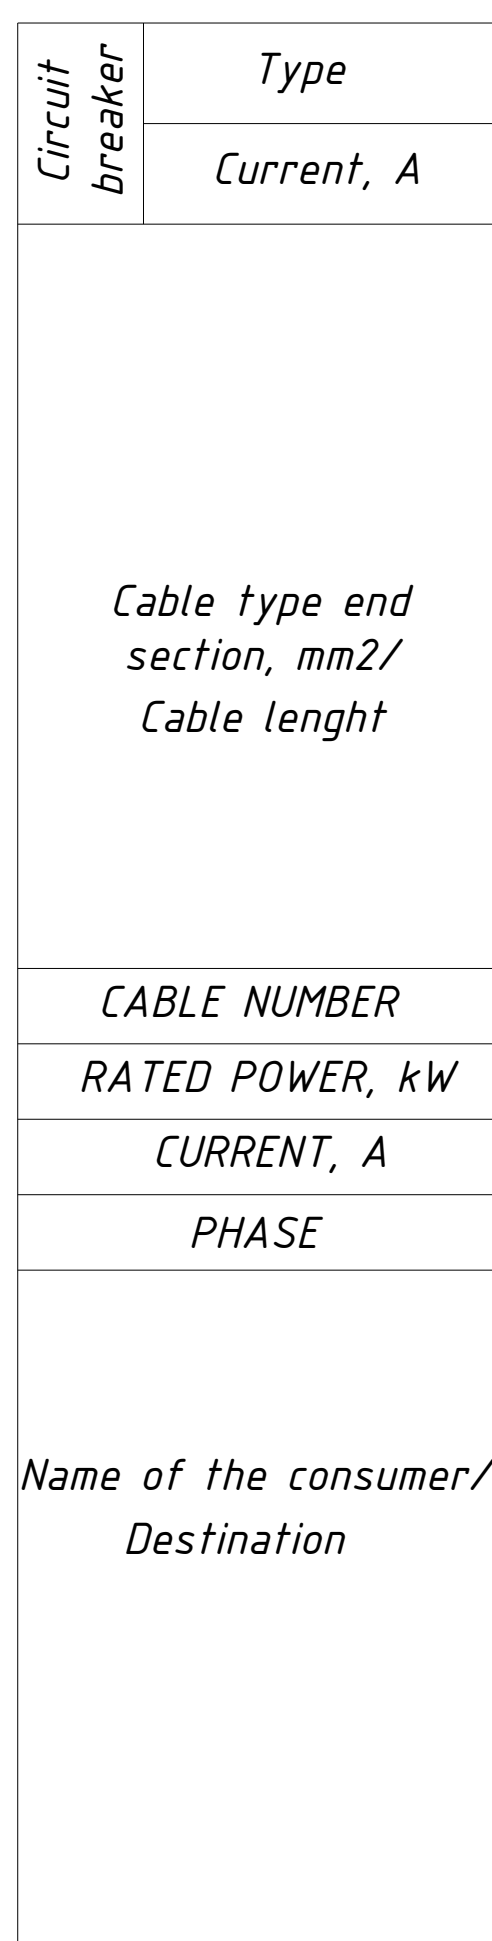 Circuit
breaker
Type
Current, A
Cable type end
section, mm2/
Cable lenght
CABLE NUMBER
RATED POWER, kW
CURRENT, A
PHASE
Name of the consumer/
Destination